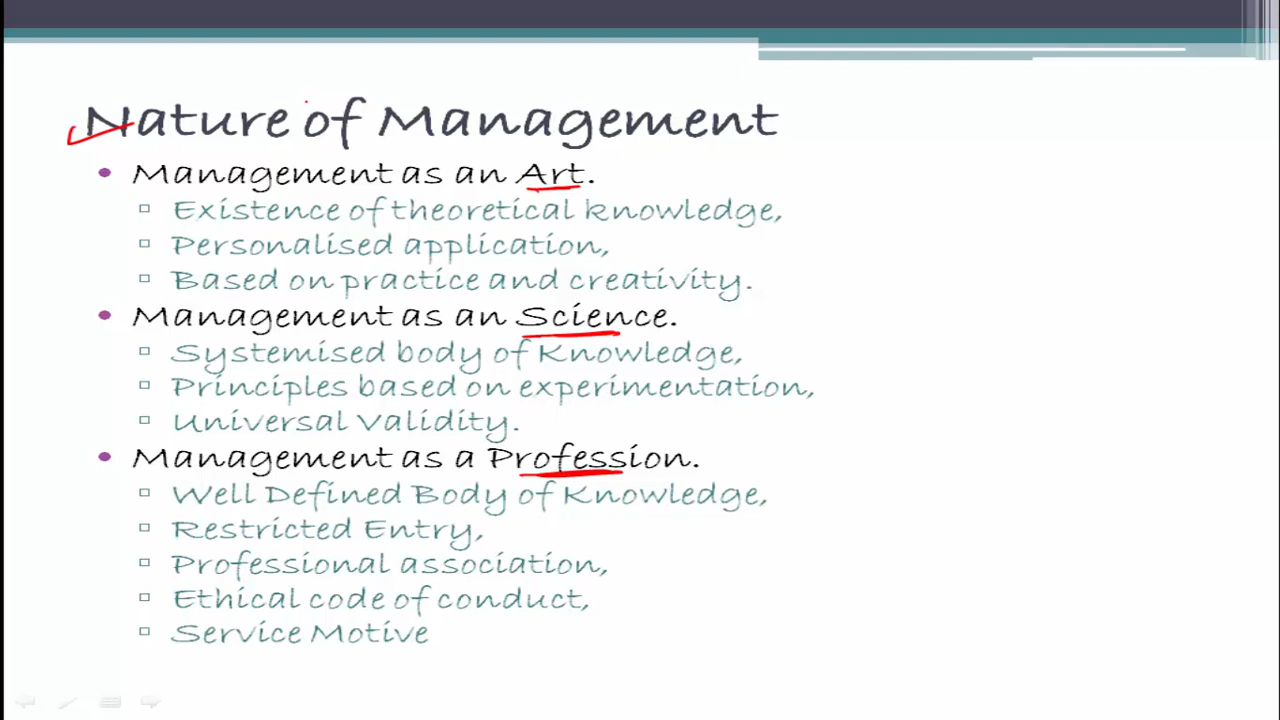 Nature of Management
Management as an Art.
Existence of theoretical knowledge,
Personalised application,
Based on practice and creativity.
Management as an Science.
Systemised body of Knowledge,
Principles based on experimentation,
Universal Validity.
Management as a Profession.
Well Defined Body of Knowledge,
Restricted Entry,
Professional association,
Ethical code of conduct,
Service Motive